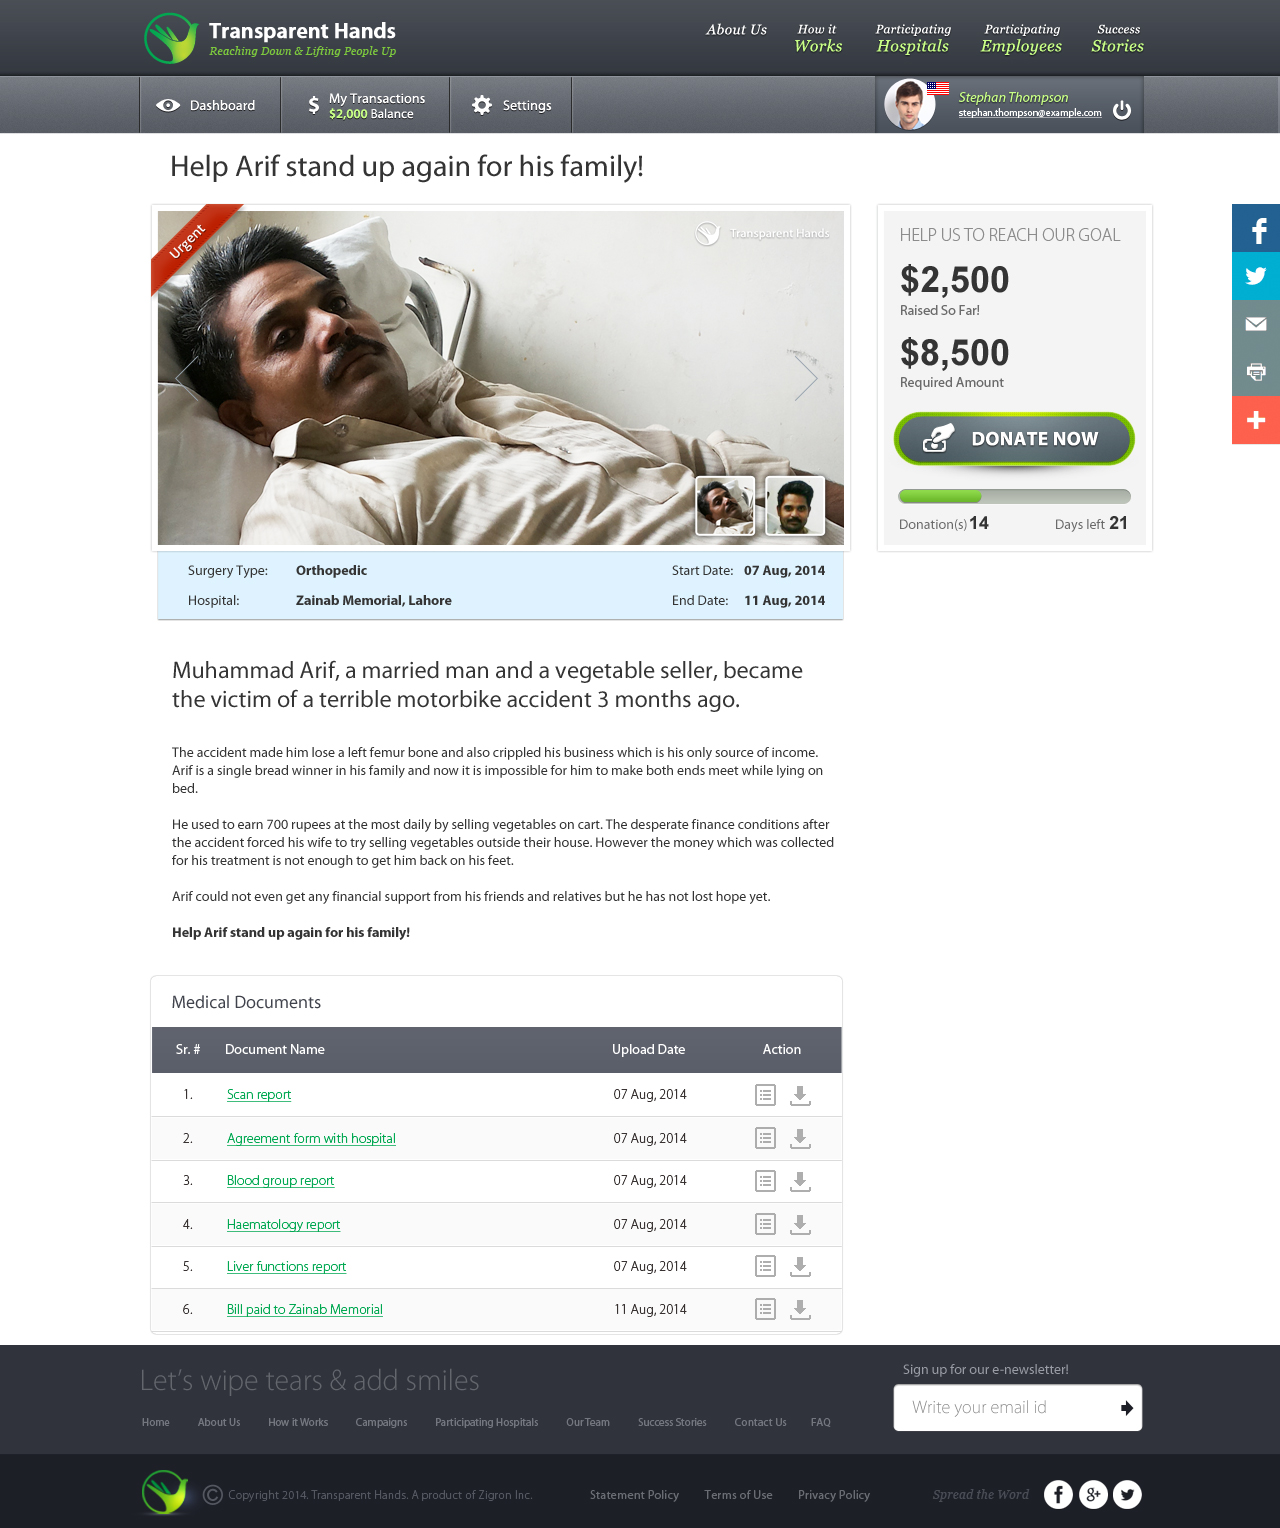 Transparent Hands
Reaching Down & Lifting People Up
About Us
How it Works
Participating Hospitals
Participating Employees
Success Stories
Dashboard
My Transactions
$2,000 Balance
Settings
Stephan Thompson
stephan.thompson@example.com
Help Arif stand up again for his family!
Urgent
Transparent Hands
HELP US TO REACH OUR GOAL
$2,500
Raised So Far!
$8,500
Required Amount
DONATE NOW
Donation(s) 14
Days left 21
Surgery Type: Orthopedic
Start Date: 07 Aug, 2014
Hospital: Zainab Memorial, Lahore
End Date: 11 Aug, 2014
Muhammad Arif, a married man and a vegetable seller, became
the victim of a terrible motorbike accident 3 months ago.
The accident made him lose a left femur bone and also crippled his business which is his only source of income.
Arif is a single bread winner in his family and now it is impossible for him to make both ends meet while lying on
bed.
He used to earn 700 rupees at the most daily by selling vegetables on cart. The desperate finance conditions after
the accident forced his wife to try selling vegetables outside their house. However the money which was collected
for his treatment is not enough to get him back on his feet.
Arif could not even get any financial support from his friends and relatives but he has not lost hope yet.
Help Arif stand up again for his family!
Medical Documents
Sr. # Document Name Upload Date Action
1. Scan report 07 Aug, 2014
2. Agreement form with hospital 07 Aug, 2014
3. Blood group report 07 Aug, 2014
4. Haematology report 07 Aug, 2014
5. Liver functions report 07 Aug, 2014
6. Bill paid to Zainab Memorial 11 Aug, 2014
Let's wipe tears & add smiles
Sign up for our e-newsletter!
Write your email id
Home About Us How it Works Campaigns Participating Hospitals Our Team Success Stories Contact Us FAQ
© Copyright 2014. Transparent Hands. A product of Zigron Inc.
Statement Policy Terms of Use Privacy Policy
Spread the Word